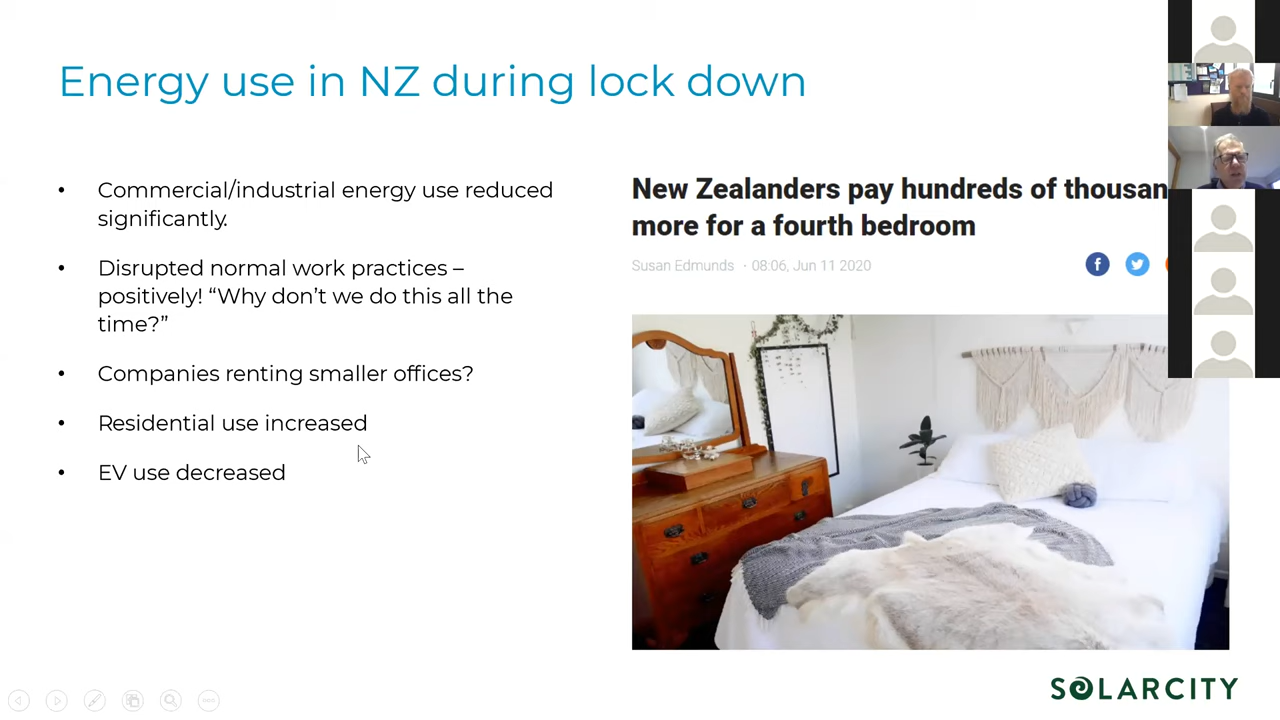 Energy use in NZ during lock down
• Commercial/industrial energy use reduced
significantly.
• Disrupted normal work practices –
positively! “Why don’t we do this all the
time?”
• Companies renting smaller offices?
• Residential use increased
• EV use decreased
New Zealanders pay hundreds of thousan
more for a fourth bedroom
Susan Edmunds · 08:06, Jun 11 2020
SOLARCITY